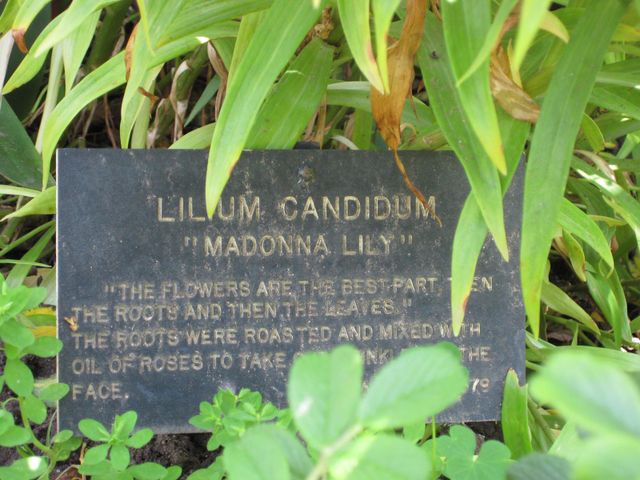 LILIUM CANDIDUM
"MADONNA LILY"
"THE FLOWERS ARE THE BEST PART, THEN
THE ROOTS AND THEN THE LEAVES."
THE ROOTS WERE ROASTED AND MIXED WITH
OIL OF ROSES TO TAKE THE
FACE. 79